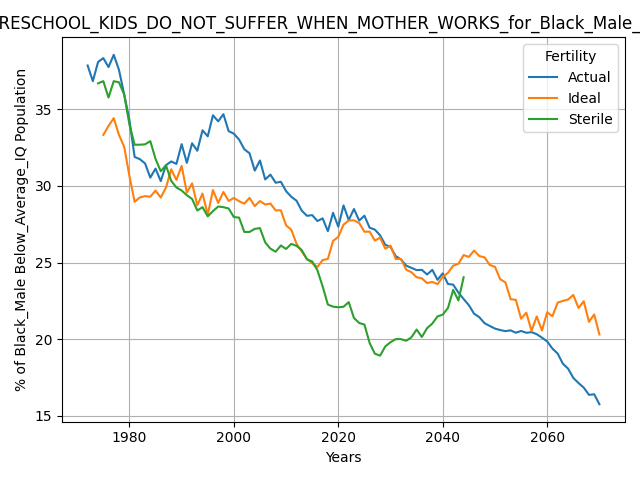 RESCHOOL_KIDS_DO_NOT_SUFFER_WHEN_MOTHER_WORKS_for_Black_Male_
Fertility
Actual
Ideal
Sterile
% of Black_Male Below_Average_IQ Population
35
30
25
20
15
1980 2000 2020 2040 2060
Years